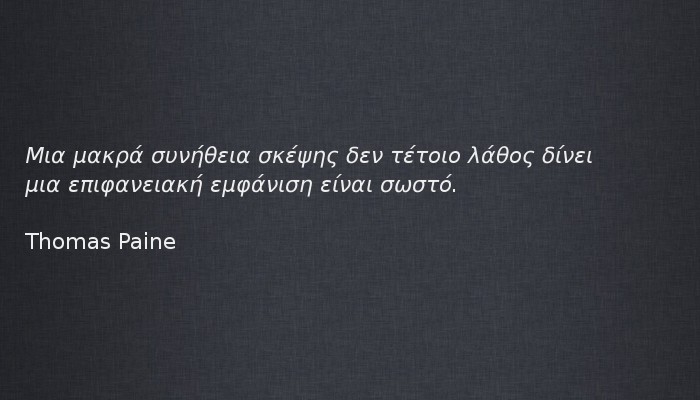 Μια μακρά συνήθεια σκέψης δεν τέτοιο λάθος δίνει
μια επιφανειακή εμφάνιση είναι σωστό.
Thomas Paine